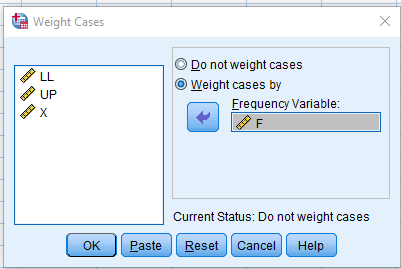 Weight Cases
LL
UP
X
Do not weight cases
Weight cases by
Frequency Variable:
F
Current Status: Do not weight cases
OK
Paste
Reset
Cancel
Help